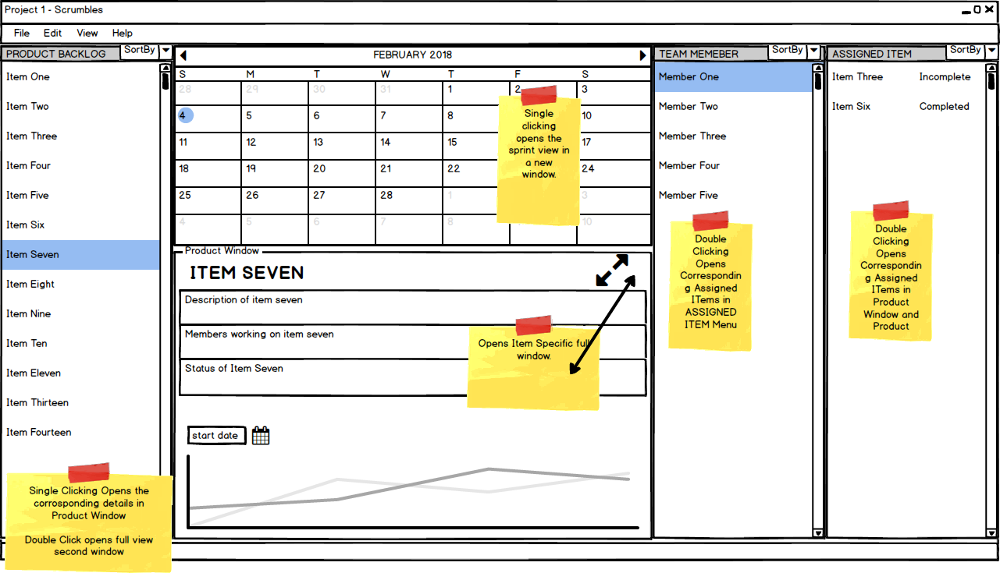 Project 1 - Scrumbles
File Edit View Help
PRODUCT BACKLOG SortBy
Item One
Item Two
Item Three
Item Four
Item Five
Item Six
Item Seven
Item Eight
Item Nine
Item Ten
Item Eleven
Item Thirteen
Item Fourteen
Single Clicking Opens the
corrosponding details in
Product Window
Double Click opens full view
second window
FEBRUARY 2018
S M T W T F S
28 29 30 31 1 2 3
4 5 6 7 8 10
11 12 13 14 15 17
18 19 20 21 22 24
25 26 27 28 1 3
4 5 6 7 8 10
Single
clicking
opens the
sprint view in
a new
window.
Product Window
ITEM SEVEN
Description of item seven
Members working on item seven
Status of Item Seven
Opens Item Specific full
window.
start date
TEAM MEMEBER SortBy
Member One
Member Two
Member Three
Member Four
Member Five
Double
Clicking
Opens
Correspondin
g Assigned
ITems in
ASSIGNED
ITEM Menu
ASSIGNED ITEM SortBy
Item Three Incomplete
Item Six Completed
Double
Clicking
Opens
Correspondin
g Assigned
ITems in
Product
Window and
Product